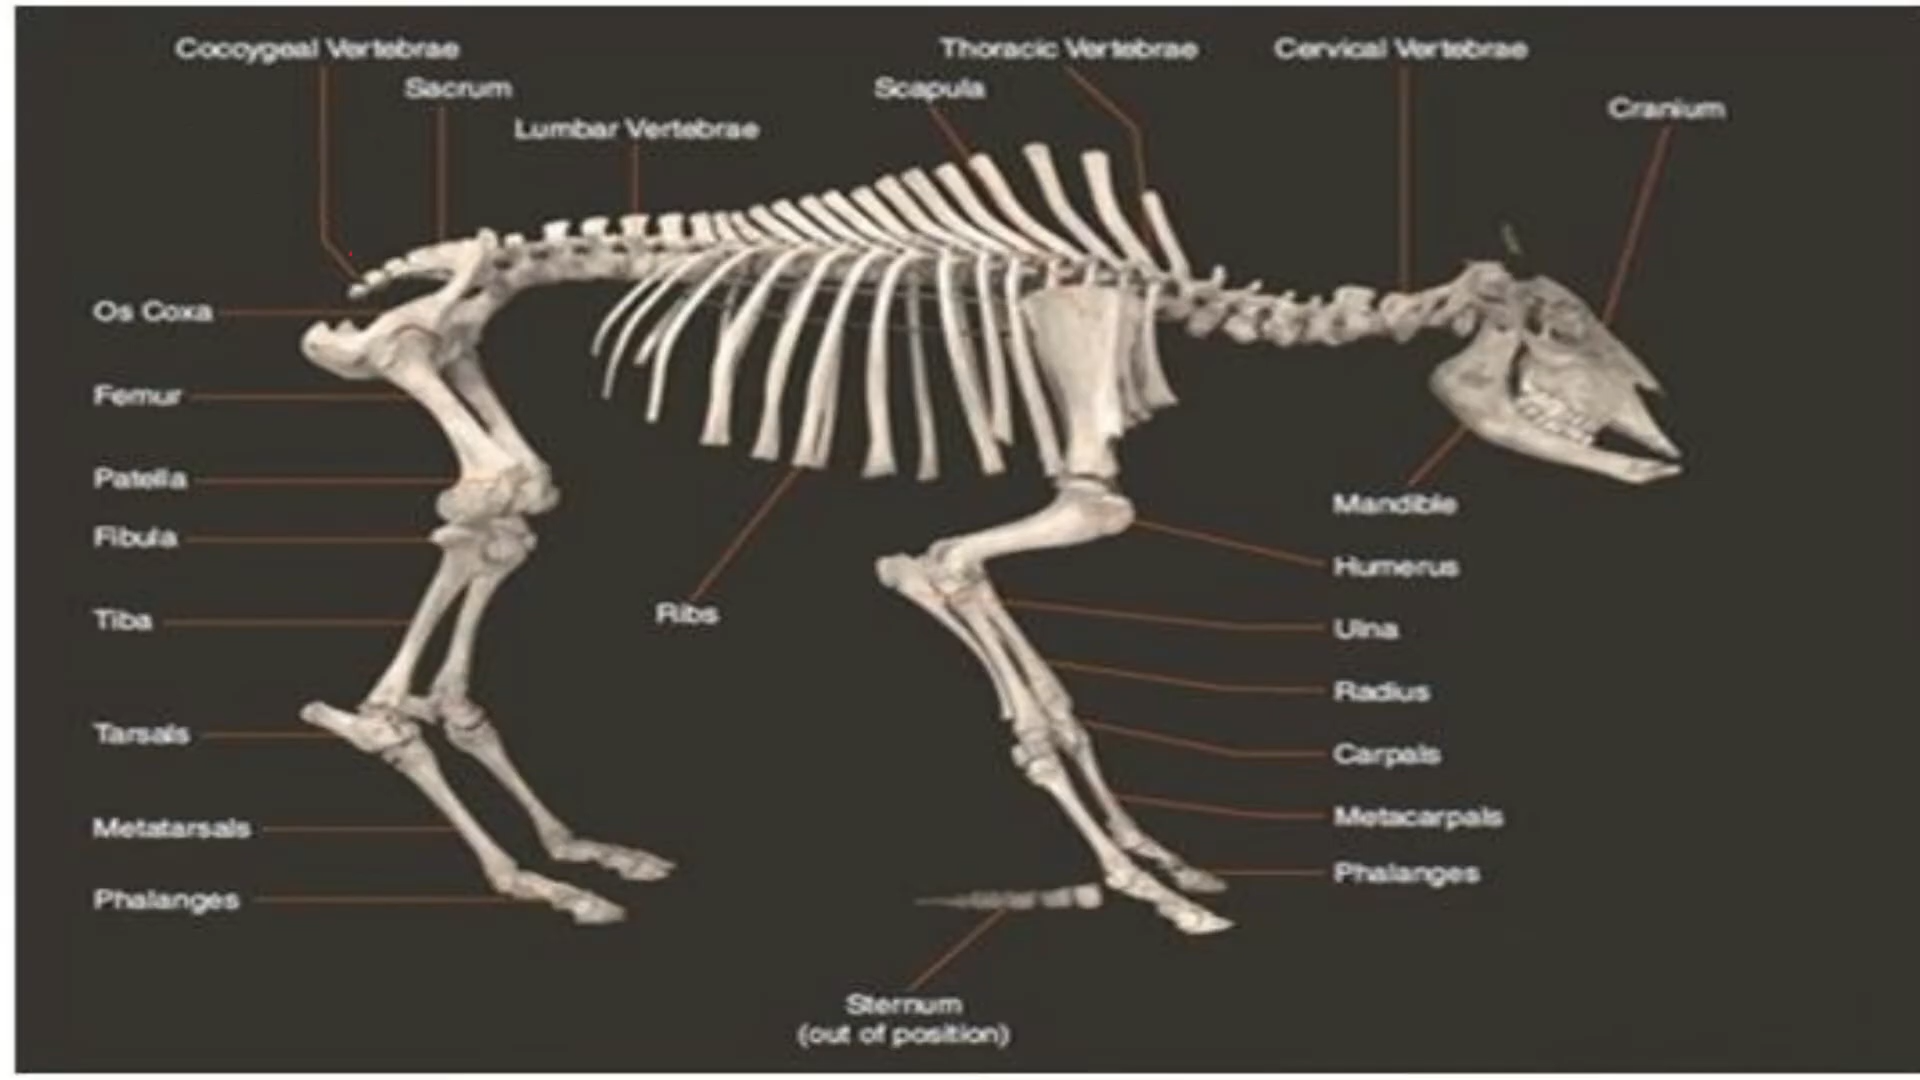 Cocoygeal Vertebrae
Thoracic Vertebrae
Cervical Vertebrae
Sacrum
Scapula
Cranium
Lumbar Vertebrae
Os Coxa
Femur
Patella
Mandible
Fibula
Humerus
Ribs
Tiba
Ulna
Radius
Tarsals
Carpals
Metatarsals
Metacarpals
Phalanges
Phalanges
Sternum
(out of position)